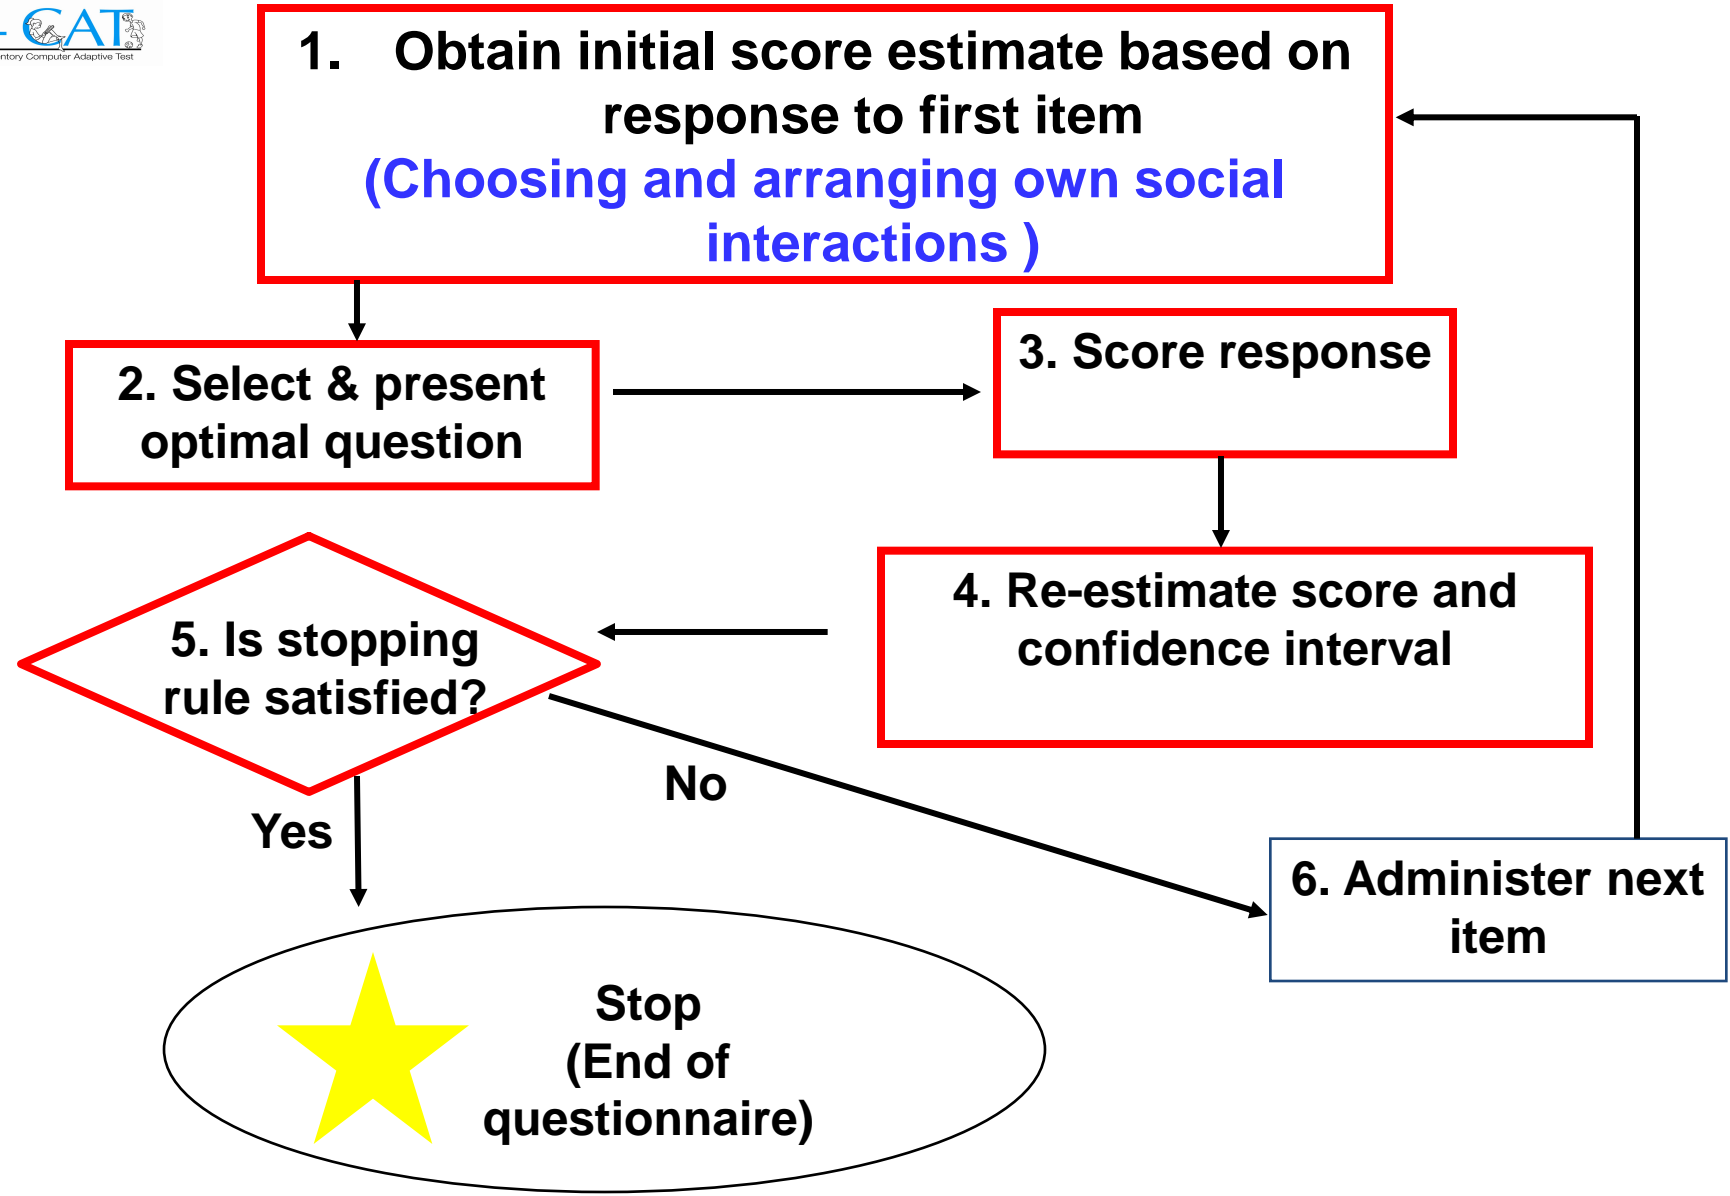 - CAT
ntory Computer Adaptive Test
1. Obtain initial score estimate based on
response to first item
(Choosing and arranging own social
interactions )
2. Select & present
optimal question
3. Score response
4. Re-estimate score and
confidence interval
5. Is stopping
rule satisfied?
No
Yes
6. Administer next
item
Stop
(End of
questionnaire)